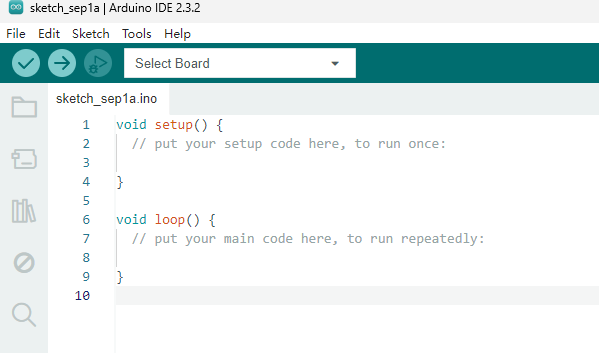 sketch_sep1a | Arduino IDE 2.3.2
File Edit Sketch Tools Help
Select Board
sketch_sep1a.ino
1 void setup() {
2 // put your setup code here, to run once:
3
4 }
5
6 void loop() {
7 // put your main code here, to run repeatedly:
8
9 }
10